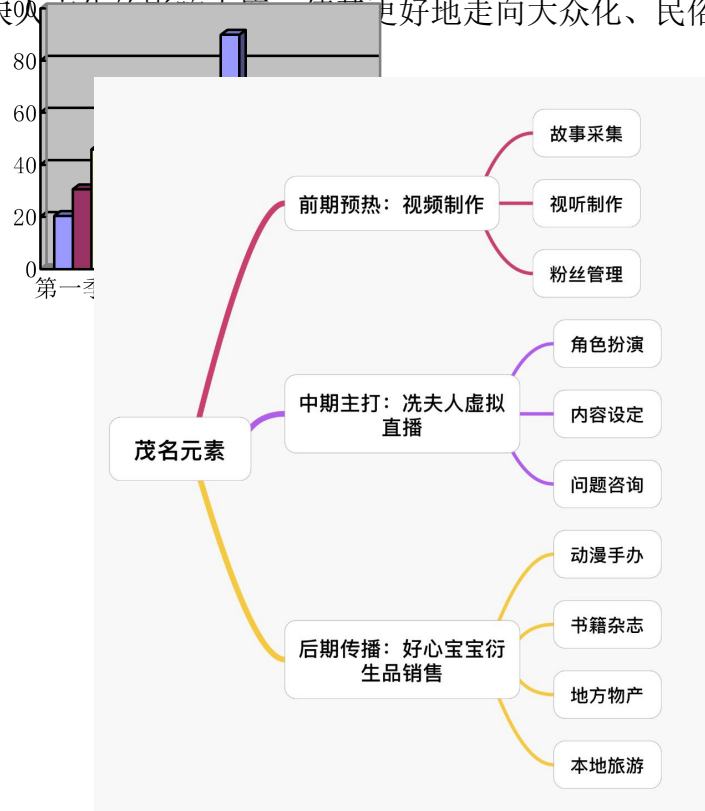 更好地走向大众化、民俗
80
60
40
20
0
第一季
故事采集
前期预热：视频制作
视听制作
粉丝管理
角色扮演
中期主打：冼夫人虚拟
直播
内容设定
茂名元素
问题咨询
动漫手办
书籍杂志
后期传播：好心宝宝衍
生品销售
地方物产
本地旅游